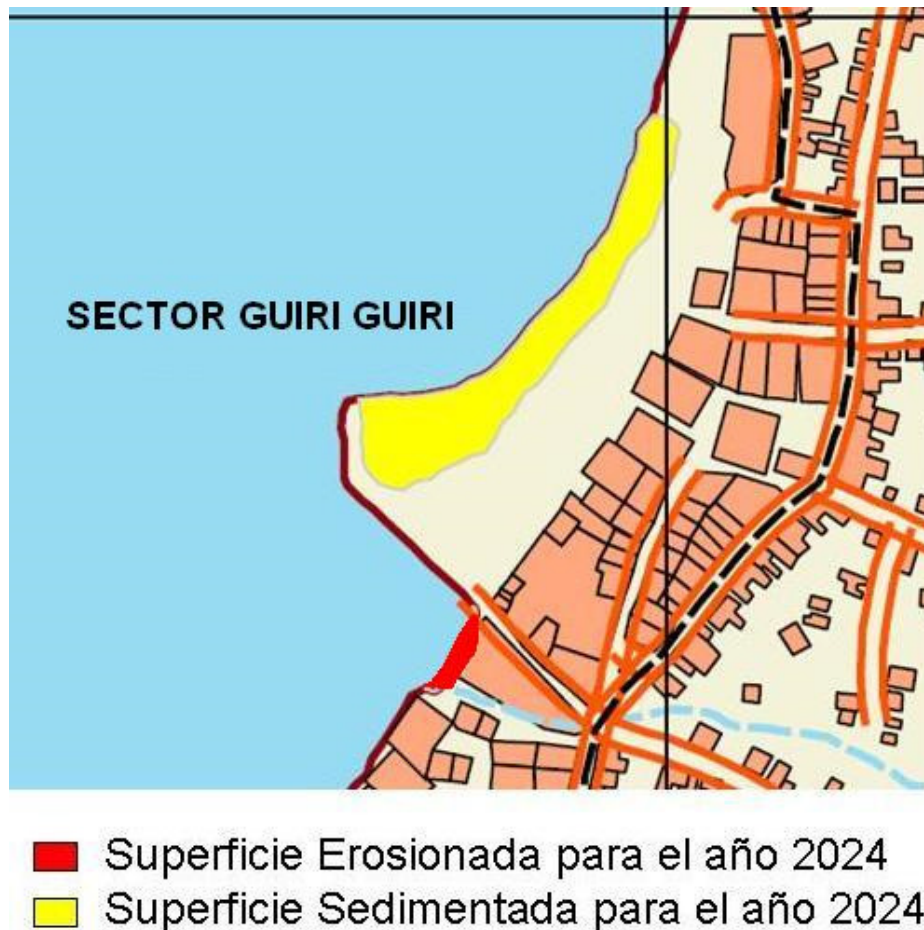 SECTOR GUIRI GUIRI
Superficie Erosionada para el año 2024
Superficie Sedimentada para el año 2024